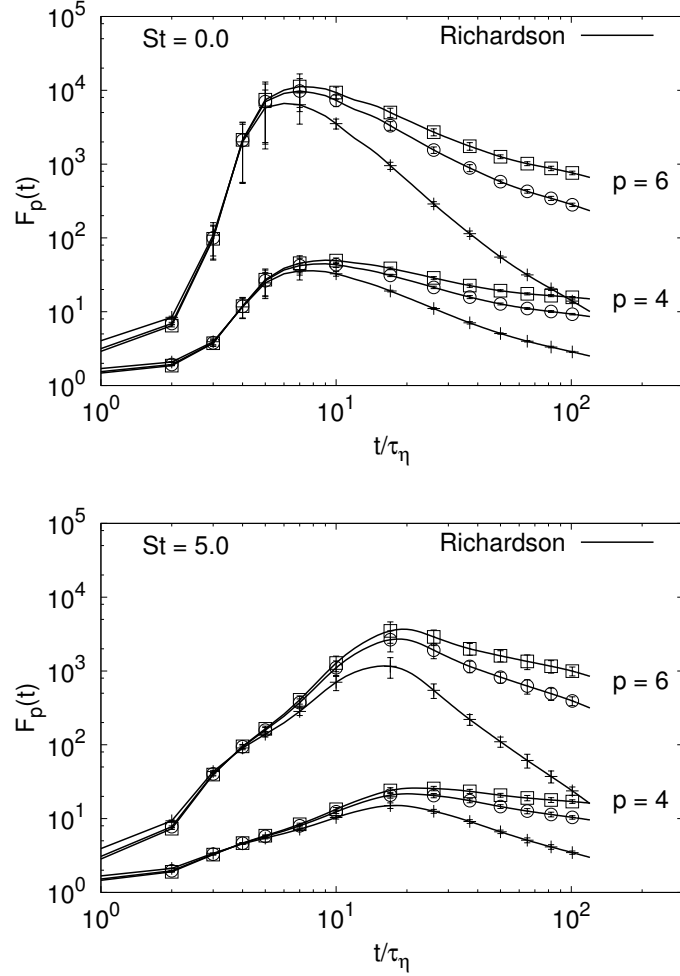 St = 0.0
Richardson
10^5
10^4
10^3
10^2
10^1
10^0
F_p(t)
p = 6
p = 4
10^0
10^1
10^2
t/τ_η
St = 5.0
Richardson
10^5
10^4
10^3
10^2
10^1
10^0
F_p(t)
p = 6
p = 4
10^0
10^1
10^2
t/τ_η